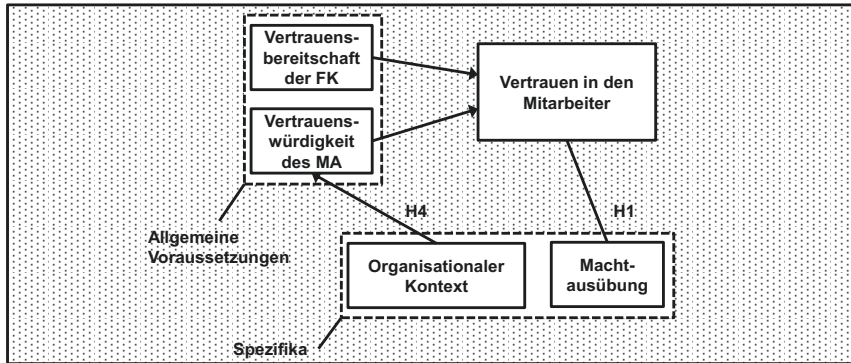 Vertrauens-
bereitschaft
der FK
Vertrauen in den
Mitarbeiter
Vertrauens-
würdigkeit
des MA
H4
H1
Allgemeine
Voraussetzungen
Organisationaler
Kontext
Macht-
ausübung
Spezifika